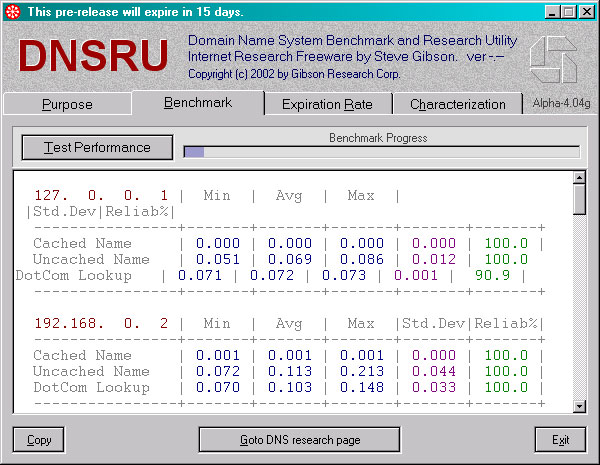 This pre-release will expire in 15 days.
DNSRU
Domain Name System Benchmark and Research Utility
Internet Research Freeware by Steve Gibson. ver -.--
Copyright (c) 2002 by Gibson Research Corp.
Purpose
Benchmark
Expiration Rate
Characterization
Alpha-4.04g
Test Performance
Benchmark Progress
127. 0. 0. 1 | Min | Avg | Max |
|Std.Dev|Reliab%|
----------------+-------+-------+-------+-------+-------+
Cached Name | 0.000 | 0.000 | 0.000 | 0.000 | 100.0 |
Uncached Name | 0.051 | 0.069 | 0.086 | 0.012 | 100.0
DotCom Lookup | 0.071 | 0.072 | 0.073 | 0.001 | 90.9 |
----------------+-------+-------+-------+-------+-------+
192.168. 0. 2 | Min | Avg | Max |Std.Dev|Reliab%|
----------------+-------+-------+-------+-------+-------+
Cached Name | 0.001 | 0.001 | 0.001 | 0.000 | 100.0 |
Uncached Name | 0.072 | 0.113 | 0.213 | 0.044 | 100.0 |
DotCom Lookup | 0.070 | 0.103 | 0.148 | 0.033 | 100.0 |
----------------+-------+-------+-------+-------+-------+
Copy
Goto DNS research page
Exit